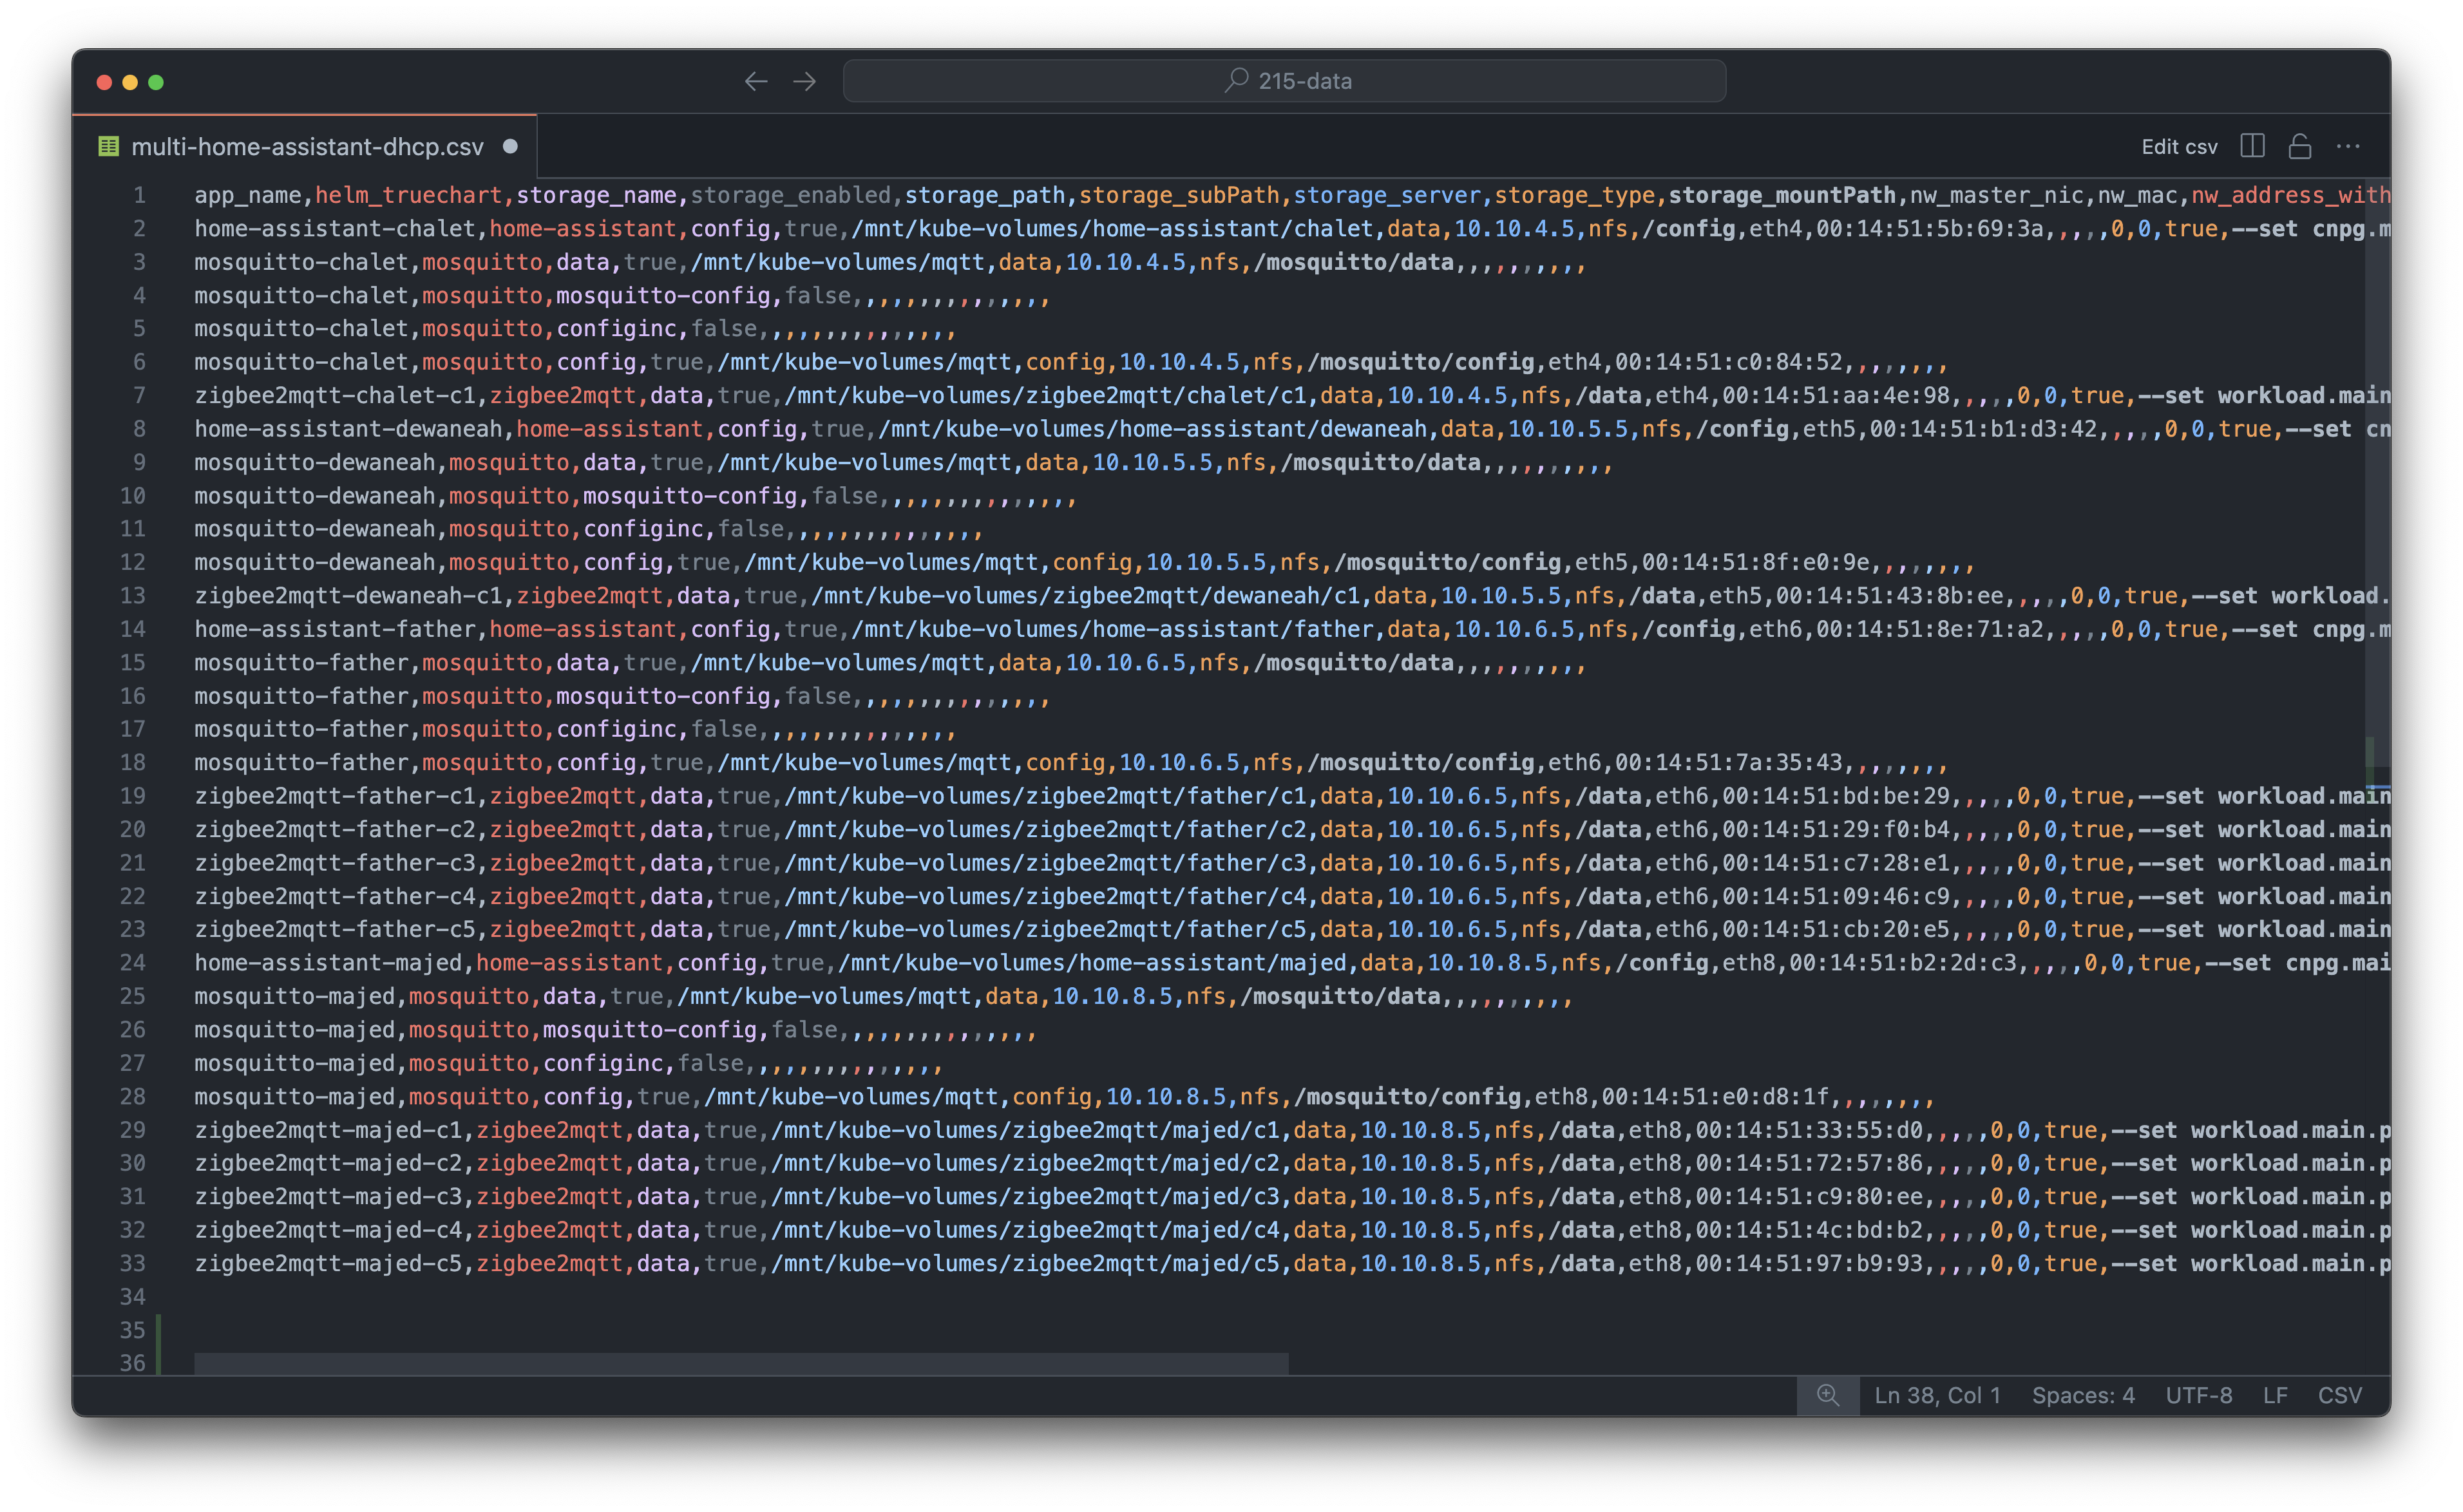 215-data
multi-home-assistant-dhcp.csv
Edit csv
1 app_name,helm_truechart,storage_name,storage_enabled,storage_path,storage_subPath,storage_server,storage_type,storage_mountPath,nw_master_nic,nw_mac,nw_address_with
2 home-assistant-chalet,home-assistant,config,true,/mnt/kube-volumes/home-assistant/chalet,data,10.10.4.5,nfs,/config,eth4,00:14:51:5b:69:3a,,,,,0,0,true,--set cnpg.m
3 mosquitto-chalet,mosquitto,data,true,/mnt/kube-volumes/mqtt,data,10.10.4.5,nfs,/mosquitto/data,,,,,,,,,,
4 mosquitto-chalet,mosquitto,mosquitto-config,false,,,,,,,,,,,,,,,
5 mosquitto-chalet,mosquitto,configinc,false,,,,,,,,,,,,,,,
6 mosquitto-chalet,mosquitto,config,true,/mnt/kube-volumes/mqtt,config,10.10.4.5,nfs,/mosquitto/config,eth4,00:14:51:c0:84:52,,,,,,,,
7 zigbee2mqtt-chalet-c1,zigbee2mqtt,data,true,/mnt/kube-volumes/zigbee2mqtt/chalet/c1,data,10.10.4.5,nfs,/data,eth4,00:14:51:aa:4e:98,,,,,0,0,true,--set workload.main
8 home-assistant-dewaneah,home-assistant,config,true,/mnt/kube-volumes/home-assistant/dewaneah,data,10.10.5.5,nfs,/config,eth5,00:14:51:b1:d3:42,,,,,0,0,true,--set cn
9 mosquitto-dewaneah,mosquitto,data,true,/mnt/kube-volumes/mqtt,data,10.10.5.5,nfs,/mosquitto/data,,,,,,,,,,
10 mosquitto-dewaneah,mosquitto,mosquitto-config,false,,,,,,,,,,,,,,,
11 mosquitto-dewaneah,mosquitto,configinc,false,,,,,,,,,,,,,,,
12 mosquitto-dewaneah,mosquitto,config,true,/mnt/kube-volumes/mqtt,config,10.10.5.5,nfs,/mosquitto/config,eth5,00:14:51:8f:e0:9e,,,,,,,,
13 zigbee2mqtt-dewaneah-c1,zigbee2mqtt,data,true,/mnt/kube-volumes/zigbee2mqtt/dewaneah/c1,data,10.10.5.5,nfs,/data,eth5,00:14:51:43:8b:ee,,,,,0,0,true,--set workload.
14 home-assistant-father,home-assistant,config,true,/mnt/kube-volumes/home-assistant/father,data,10.10.6.5,nfs,/config,eth6,00:14:51:8e:71:a2,,,,,0,0,true,--set cnpg.m
15 mosquitto-father,mosquitto,data,true,/mnt/kube-volumes/mqtt,data,10.10.6.5,nfs,/mosquitto/data,,,,,,,,,,
16 mosquitto-father,mosquitto,mosquitto-config,false,,,,,,,,,,,,,,,
17 mosquitto-father,mosquitto,configinc,false,,,,,,,,,,,,,,,
18 mosquitto-father,mosquitto,config,true,/mnt/kube-volumes/mqtt,config,10.10.6.5,nfs,/mosquitto/config,eth6,00:14:51:7a:35:43,,,,,,,,
19 zigbee2mqtt-father-c1,zigbee2mqtt,data,true,/mnt/kube-volumes/zigbee2mqtt/father/c1,data,10.10.6.5,nfs,/data,eth6,00:14:51:bd:be:29,,,,,0,0,true,--set workload.main
20 zigbee2mqtt-father-c2,zigbee2mqtt,data,true,/mnt/kube-volumes/zigbee2mqtt/father/c2,data,10.10.6.5,nfs,/data,eth6,00:14:51:29:f0:b4,,,,,0,0,true,--set workload.main
21 zigbee2mqtt-father-c3,zigbee2mqtt,data,true,/mnt/kube-volumes/zigbee2mqtt/father/c3,data,10.10.6.5,nfs,/data,eth6,00:14:51:c7:28:e1,,,,,0,0,true,--set workload.main
22 zigbee2mqtt-father-c4,zigbee2mqtt,data,true,/mnt/kube-volumes/zigbee2mqtt/father/c4,data,10.10.6.5,nfs,/data,eth6,00:14:51:09:46:c9,,,,,0,0,true,--set workload.main
23 zigbee2mqtt-father-c5,zigbee2mqtt,data,true,/mnt/kube-volumes/zigbee2mqtt/father/c5,data,10.10.6.5,nfs,/data,eth6,00:14:51:cb:20:e5,,,,,0,0,true,--set workload.main
24 home-assistant-majed,home-assistant,config,true,/mnt/kube-volumes/home-assistant/majed,data,10.10.8.5,nfs,/config,eth8,00:14:51:b2:2d:c3,,,,,0,0,true,--set cnpg.mai
25 mosquitto-majed,mosquitto,data,true,/mnt/kube-volumes/mqtt,data,10.10.8.5,nfs,/mosquitto/data,,,,,,,,,,
26 mosquitto-majed,mosquitto,mosquitto-config,false,,,,,,,,,,,,,,,
27 mosquitto-majed,mosquitto,configinc,false,,,,,,,,,,,,,,,
28 mosquitto-majed,mosquitto,config,true,/mnt/kube-volumes/mqtt,config,10.10.8.5,nfs,/mosquitto/config,eth8,00:14:51:e0:d8:1f,,,,,,,,
29 zigbee2mqtt-majed-c1,zigbee2mqtt,data,true,/mnt/kube-volumes/zigbee2mqtt/majed/c1,data,10.10.8.5,nfs,/data,eth8,00:14:51:33:55:d0,,,,,0,0,true,--set workload.main.p
30 zigbee2mqtt-majed-c2,zigbee2mqtt,data,true,/mnt/kube-volumes/zigbee2mqtt/majed/c2,data,10.10.8.5,nfs,/data,eth8,00:14:51:72:57:86,,,,,0,0,true,--set workload.main.p
31 zigbee2mqtt-majed-c3,zigbee2mqtt,data,true,/mnt/kube-volumes/zigbee2mqtt/majed/c3,data,10.10.8.5,nfs,/data,eth8,00:14:51:c9:80:ee,,,,,0,0,true,--set workload.main.p
32 zigbee2mqtt-majed-c4,zigbee2mqtt,data,true,/mnt/kube-volumes/zigbee2mqtt/majed/c4,data,10.10.8.5,nfs,/data,eth8,00:14:51:4c:bd:b2,,,,,0,0,true,--set workload.main.p
33 zigbee2mqtt-majed-c5,zigbee2mqtt,data,true,/mnt/kube-volumes/zigbee2mqtt/majed/c5,data,10.10.8.5,nfs,/data,eth8,00:14:51:97:b9:93,,,,,0,0,true,--set workload.main.p
34
35
36
Ln 38, Col 1 Spaces: 4 UTF-8 LF CSV